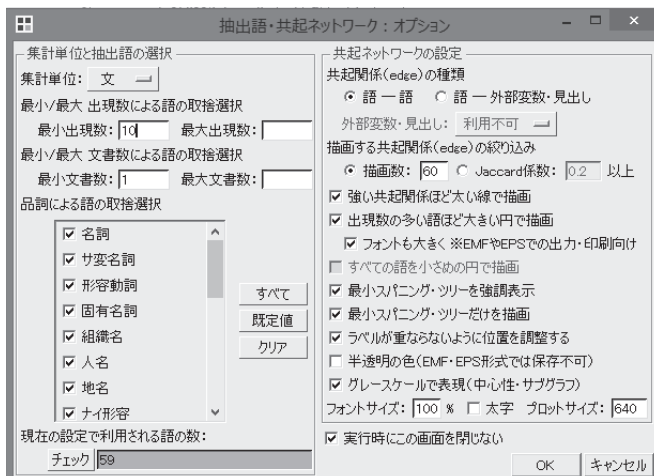 抽出語・共起ネットワーク：オプション
集計単位と抽出語の選択
集計単位： 文
最小/最大 出現数による語の取捨選択
最小出現数： 10 最大出現数：
最小/最大 文書数による語の取捨選択
最小文書数： 1 最大文書数：
品詞による語の取捨選択
名詞
サ変名詞
形容動詞
固有名詞
組織名
人名
地名
ナイ形容
すべて
既定値
クリア
現在の設定で利用される語の数：
チェック 59
共起ネットワークの設定
共起関係(edge)の種類
語 ― 語 語 ― 外部変数・見出し
外部変数・見出し： 利用不可
描画する共起関係(edge)の絞り込み
描画数： 60 Jaccard係数： 0.2 以上
強い共起関係ほど太い線で描画
出現数の多い語ほど大きい円で描画
フォントも大きく ※EMFやEPSでの出力・印刷向け
すべての語を小さめの円で描画
最小スパニング・ツリーを強調表示
最小スパニング・ツリーだけを描画
ラベルが重ならないように位置を調整する
半透明の色(EMF・EPS形式では保存不可)
グレースケールで表現(中心性・サブグラフ)
フォントサイズ： 100 % 太字 プロットサイズ： 640
実行時にこの画面を閉じない
OK キャンセル